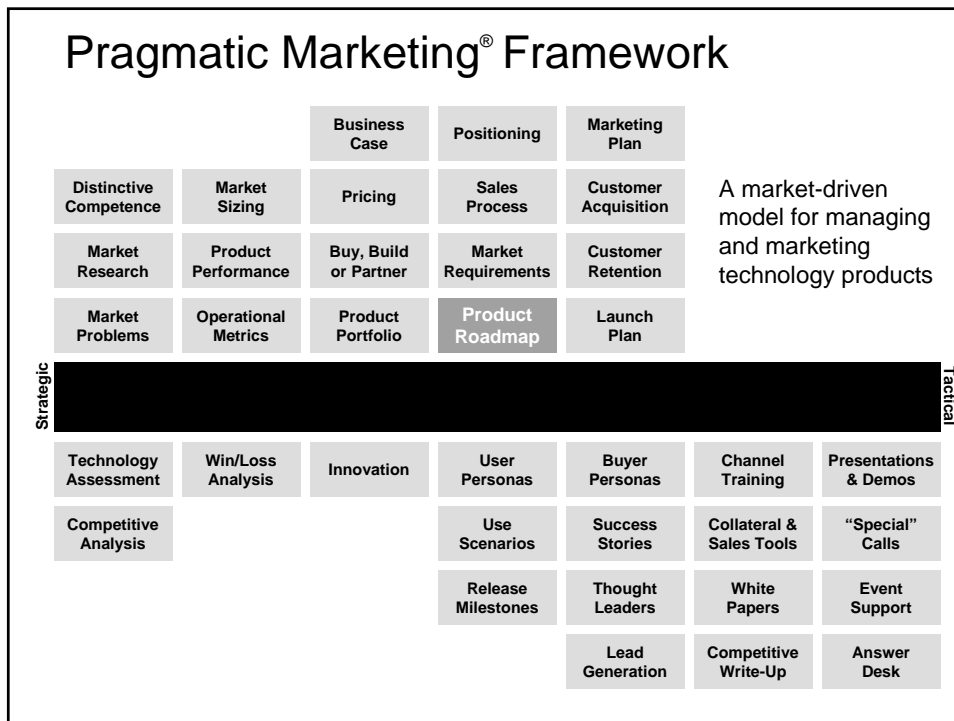 Pragmatic Marketing® Framework
Business
Case
Positioning
Marketing
Plan
Distinctive
Competence
Market
Sizing
Pricing
Sales
Process
Customer
Acquisition
A market-driven
model for managing
and marketing
technology products
Market
Research
Product
Performance
Buy, Build
or Partner
Market
Requirements
Customer
Retention
Market
Problems
Operational
Metrics
Product
Portfolio
Product
Roadmap
Launch
Plan
Strategic
Tactical
Technology
Assessment
Win/Loss
Analysis
Innovation
User
Personas
Buyer
Personas
Channel
Training
Presentations
& Demos
Competitive
Analysis
Use
Scenarios
Success
Stories
Collateral &
Sales Tools
“Special”
Calls
Release
Milestones
Thought
Leaders
White
Papers
Event
Support
Lead
Generation
Competitive
Write-Up
Answer
Desk